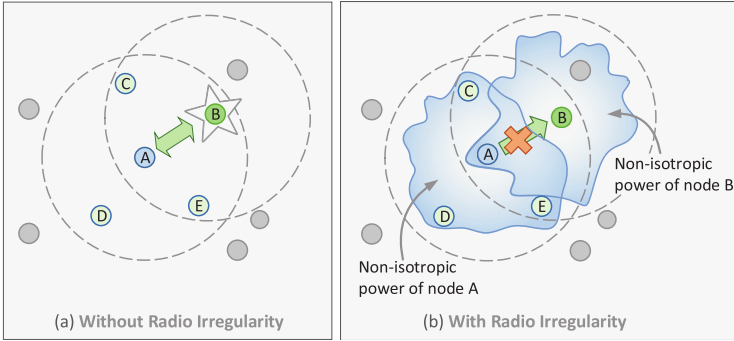 C
B
A
D
E
(a) Without Radio Irregularity
C
B
A
D
E
Non-isotropic
power of node B
Non-isotropic
power of node A
(b) With Radio Irregularity